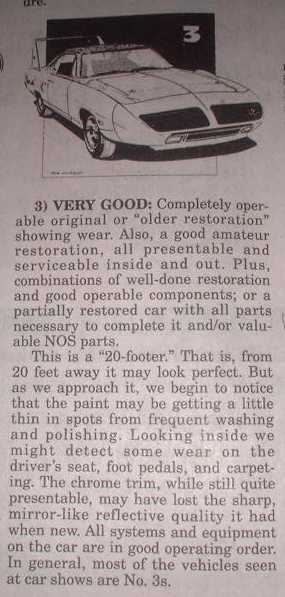 ure.
3
3) VERY GOOD: Completely oper-
able original or “older restoration”
showing wear. Also, a good amateur
restoration, all presentable and
serviceable inside and out. Plus,
combinations of well-done restoration
and good operable components; or a
partially restored car with all parts
necessary to complete it and/or valu-
able NOS parts.
This is a “20-footer.” That is, from
20 feet away it may look perfect. But
as we approach it, we begin to notice
that the paint may be getting a little
thin in spots from frequent washing
and polishing. Looking inside we
might detect some wear on the
driver’s seat, foot pedals, and carpet-
ing. The chrome trim, while still quite
presentable, may have lost the sharp,
mirror-like reflective quality it had
when new. All systems and equipment
on the car are in good operating order.
In general, most of the vehicles seen
at car shows are No. 3s.